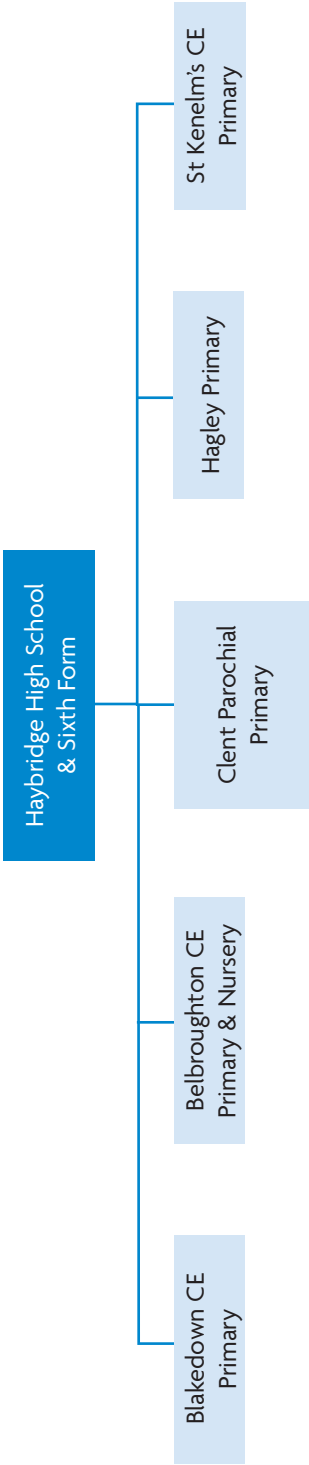 Haybridge High School
& Sixth Form
Blakedown CE
Primary
Belbroughton CE
Primary & Nursery
Clent Parochial
Primary
Hagley Primary
St Kenelm's CE
Primary